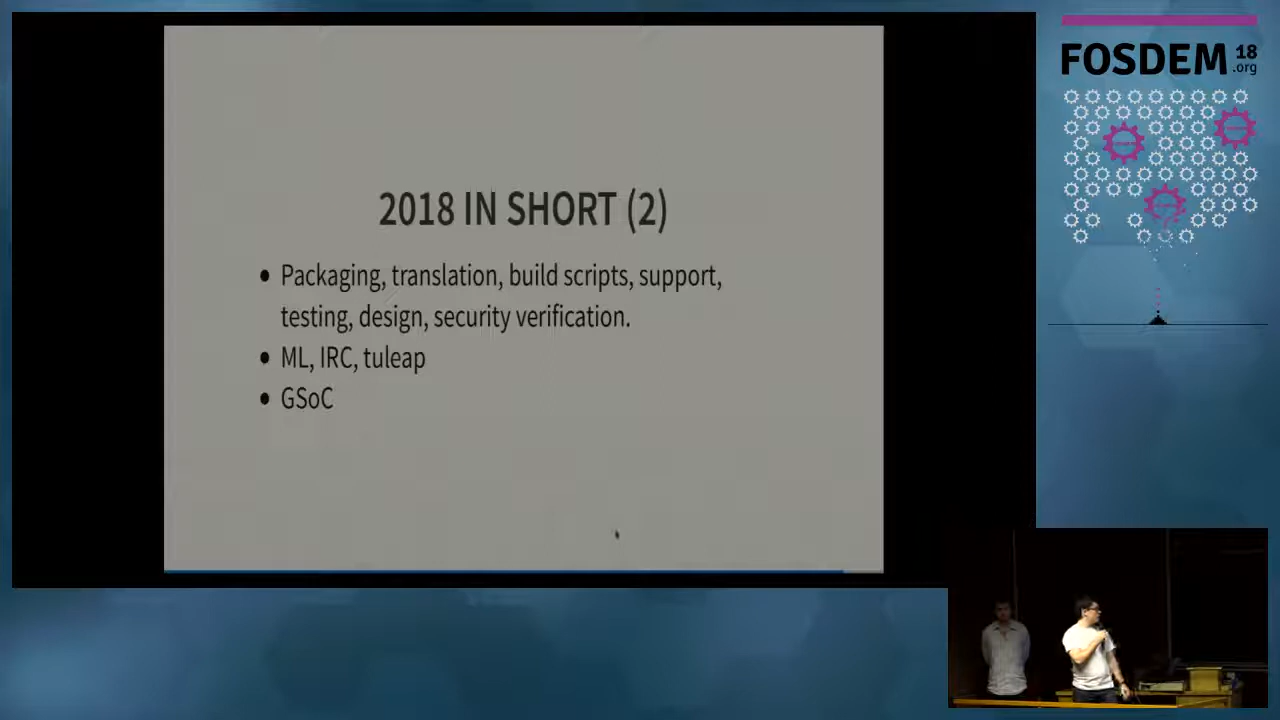 2018 IN SHORT (2)
Packaging, translation, build scripts, support,
testing, design, security verification.
ML, IRC, tuleap
GSoC
FOSDEM 18
.org